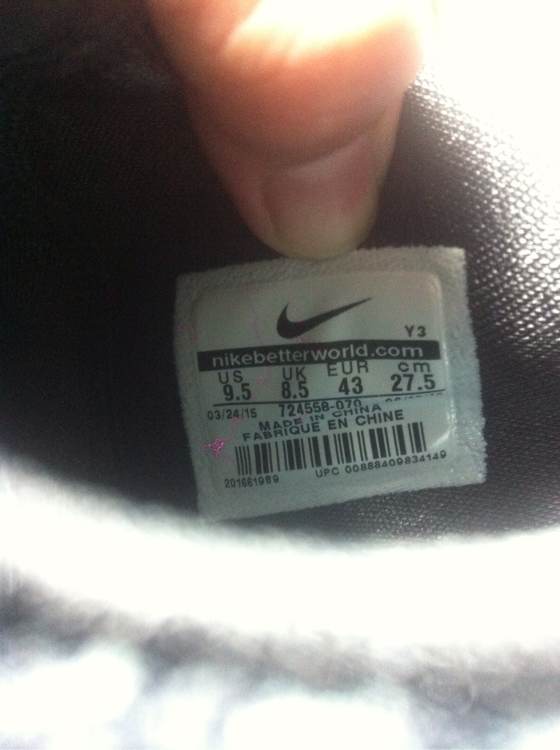 Y3
nikebetterworld.com
US UK EUR cm
9.5 8.5 43 27.5
03/24/15 724558-070
MADE IN CHINA
FABRIQUE EN CHINE
201661989 UPC 00888409834149